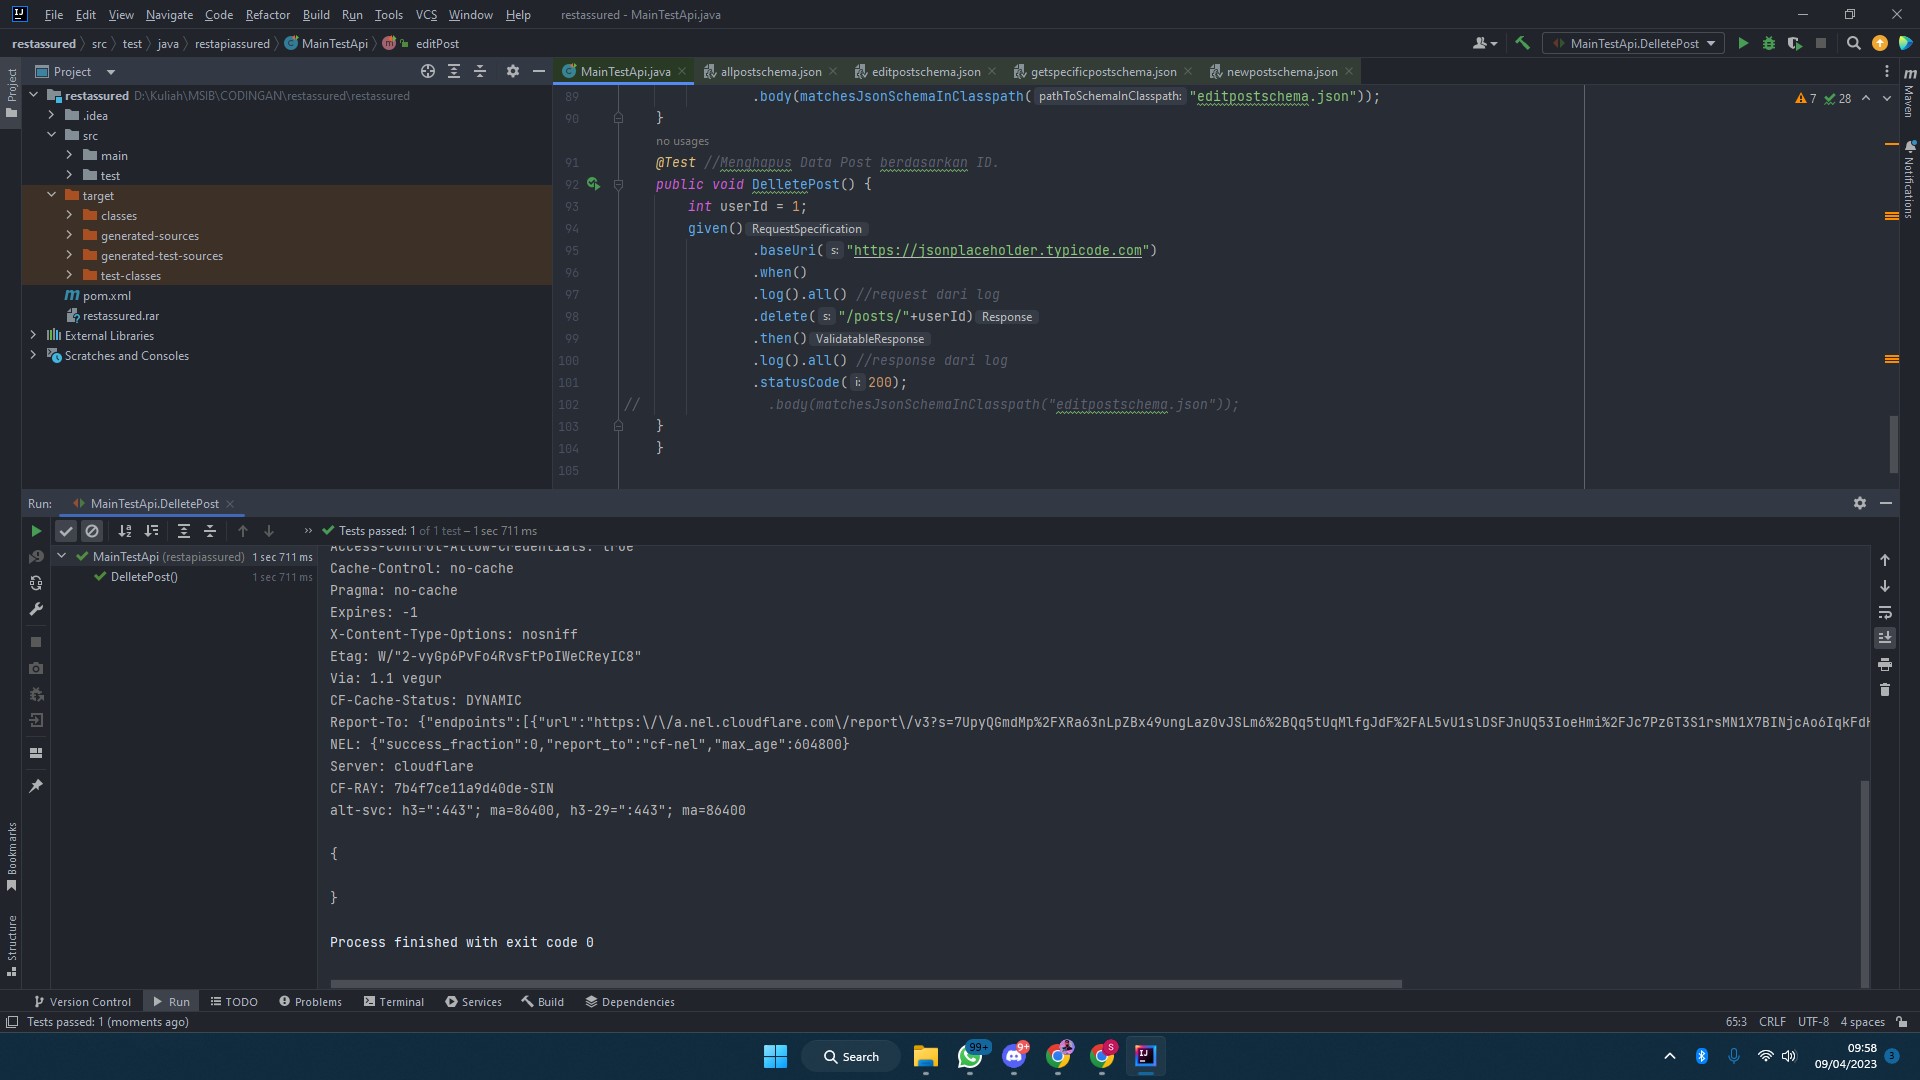 File Edit View Navigate Code Refactor Build Run Tools VCS Window Help restassured - MainTestApi.java
restassured src test java restapiassured MainTestApi editPost MainTestApi.DelletePost
Project MainTestApi.java allpostschema.json editpostschema.json getspecificpostschema.json newpostschema.json
Project
restassured D:\Kuliah\MSIB\CODINGAN\restassured\restassured
.idea
src
main
test
target
classes
generated-sources
generated-test-sources
test-classes
pom.xml
restassured.rar
External Libraries
Scratches and Consoles
7 28
89 .body(matchesJsonSchemaInClasspath( pathToSchemaInClasspath: "editpostschema.json"));
90 }
no usages
91 @Test //Menghapus Data Post berdasarkan ID.
92 public void DelletePost() {
93 int userId = 1;
94 given() RequestSpecification
95 .baseUri( s: "https://jsonplaceholder.typicode.com")
96 .when()
97 .log().all() //request dari log
98 .delete( s: "/posts/"+userId) Response
99 .then() ValidatableResponse
100 .log().all() //response dari log
101 .statusCode( i: 200);
102 // .body(matchesJsonSchemaInClasspath("editpostschema.json"));
103 }
104 }
105
Maven
Notifications
Run: MainTestApi.DelletePost
Tests passed: 1 of 1 test – 1 sec 711 ms
MainTestApi (restapiassured) 1 sec 711 ms
DelletePost() 1 sec 711 ms
Access-Control-Allow-Credentials: true
Cache-Control: no-cache
Pragma: no-cache
Expires: -1
X-Content-Type-Options: nosniff
Etag: W/"2-vyGp6PvFo4RvsFtPoIWeCReyIC8"
Via: 1.1 vegur
CF-Cache-Status: DYNAMIC
Report-To: {"endpoints":[{"url":"https:\/\/a.nel.cloudflare.com\/report\/v3?s=7UpyQGmdMp%2FXRa63nLpZBx49ungLaz0vJSLm6%2BQq5tUqMlfgJdF%2FAL5vU1slDSFJnUQ53IoeHmi%2FJc7PzGT3S1rsMN1X7BINjcAo6IqkFdH
NEL: {"success_fraction":0,"report_to":"cf-nel","max_age":604800}
Server: cloudflare
CF-RAY: 7b4f7ce11a9d40de-SIN
alt-svc: h3=":443"; ma=86400, h3-29=":443"; ma=86400
{
}
Process finished with exit code 0
Bookmarks
Structure
Version Control Run TODO Problems Terminal Services Build Dependencies
Tests passed: 1 (moments ago) 65:3 CRLF UTF-8 4 spaces
Search 99+ 9+ S
09:58
09/04/2023 3